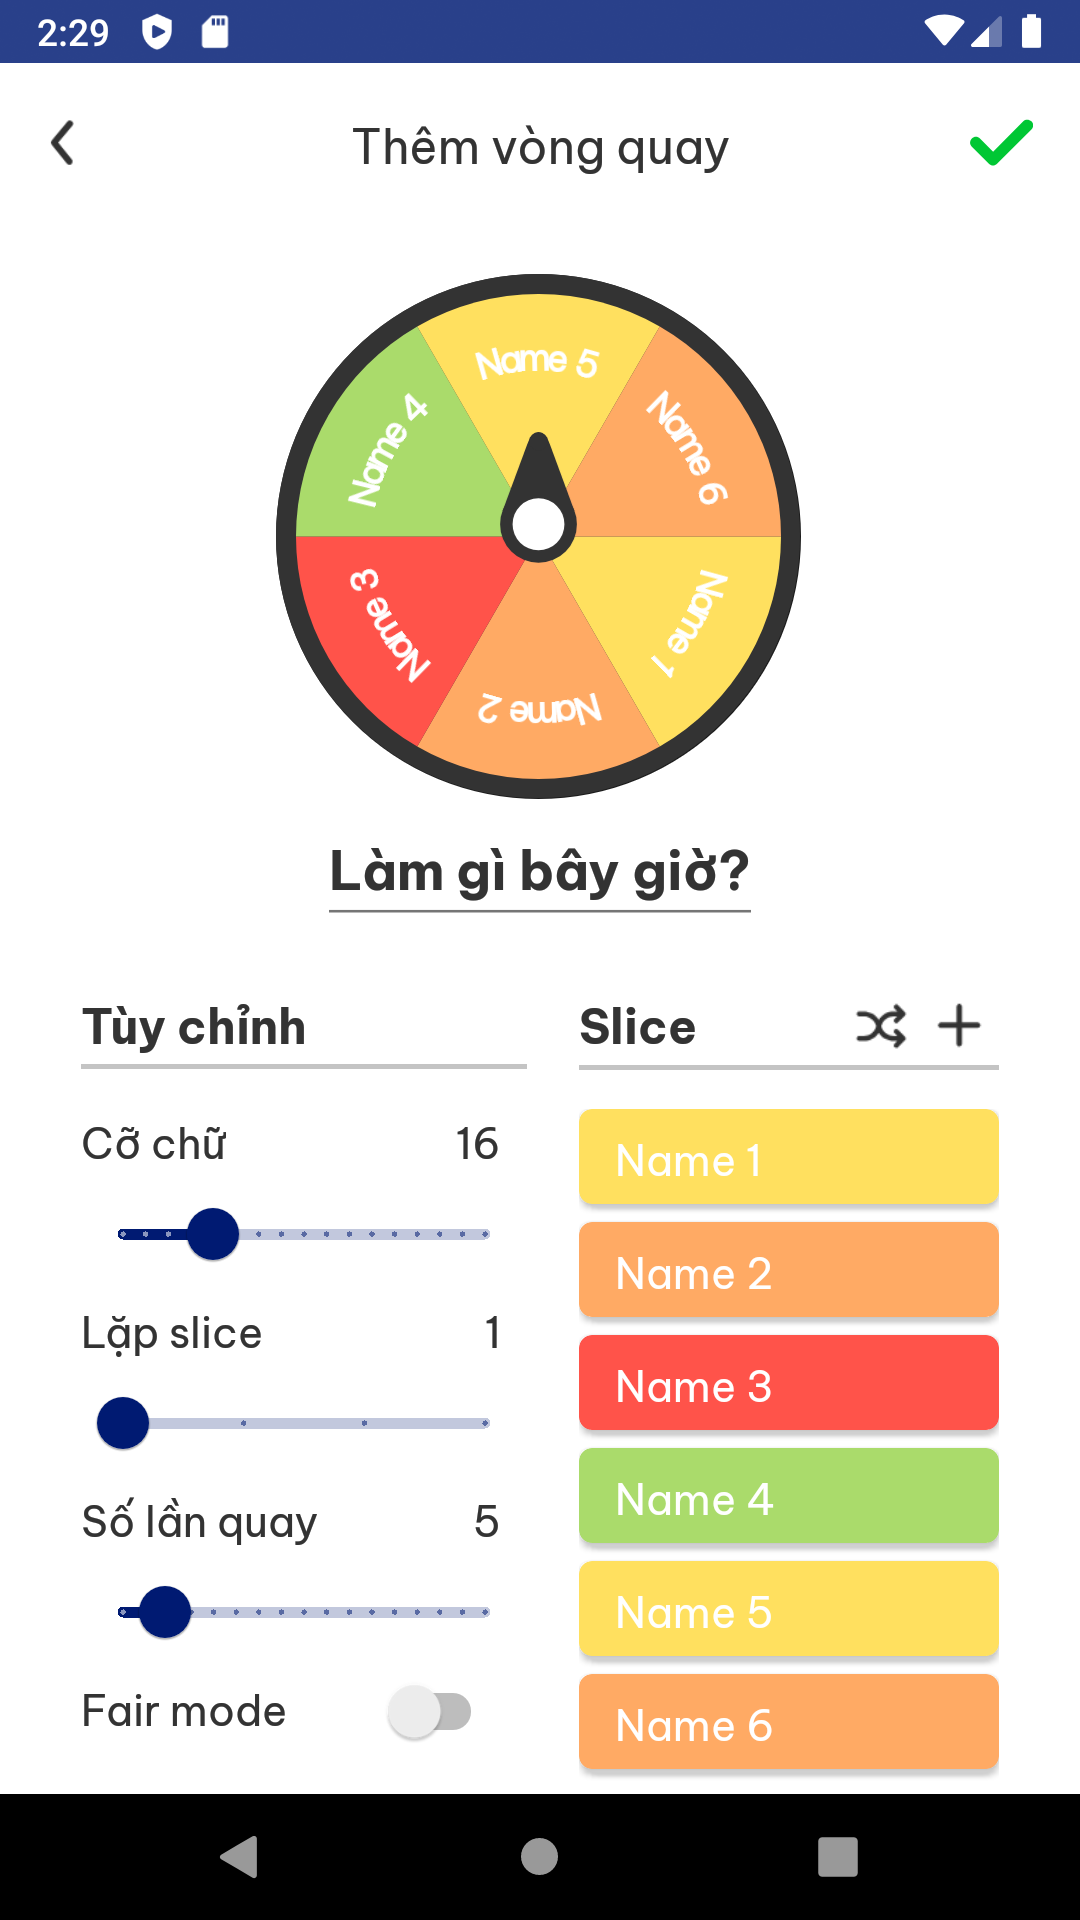 2:29
Thêm vòng quay
Name 5
Name 4
Name 6
Name 3
Name 1
Name 2
Làm gì bây giờ?
Tùy chỉnh
Cỡ chữ 16
Lặp slice 1
Số lần quay 5
Fair mode
Slice
Name 1
Name 2
Name 3
Name 4
Name 5
Name 6